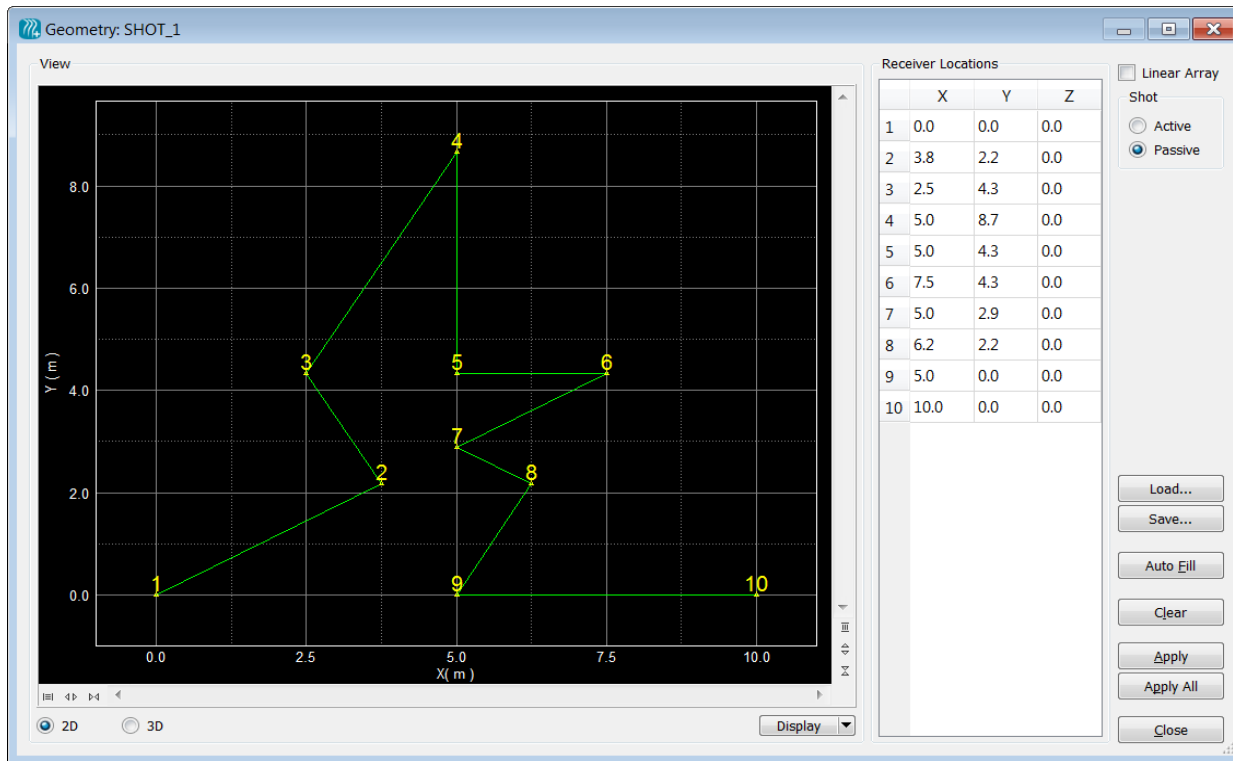 Geometry: SHOT_1
View
4
8.0
6.0
3
5
6
Y ( m )
4.0
7
2
8
2.0
1
9
10
0.0
0.0 2.5 5.0 7.5 10.0
X( m )
2D 3D Display
Receiver Locations
X Y Z
1 0.0 0.0 0.0
2 3.8 2.2 0.0
3 2.5 4.3 0.0
4 5.0 8.7 0.0
5 5.0 4.3 0.0
6 7.5 4.3 0.0
7 5.0 2.9 0.0
8 6.2 2.2 0.0
9 5.0 0.0 0.0
10 10.0 0.0 0.0
Linear Array
Shot
Active
Passive
Load...
Save...
Auto Fill
Clear
Apply
Apply All
Close